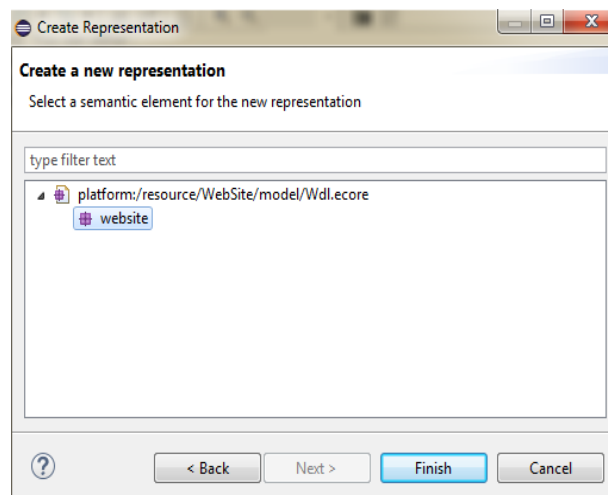 Create Representation
Create a new representation
Select a semantic element for the new representation
type filter text
platform:/resource/WebSite/model/Wdl.ecore
website
?
< Back Next > Finish Cancel